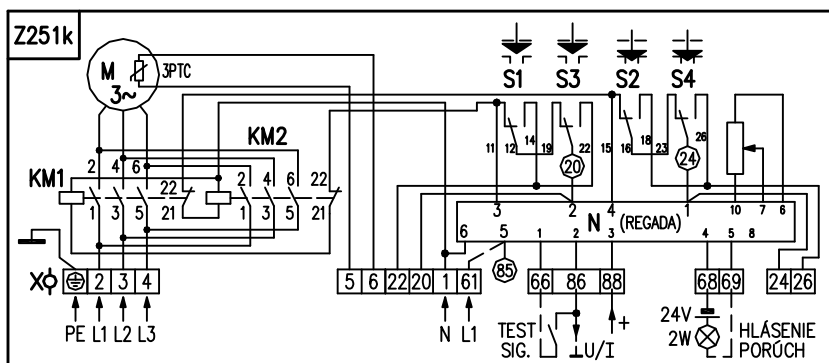 Z251k
M
3~
3PTC
S1 S3 S2 S4
KM1
KM2
2 4 6 22
1 3 5 21
2 4 6 22
1 3 5 21
11 12 14 19 22 15 16 18 23 26
20
24
3 2 4 1 10 7 6
N (REGADA)
6 5 1 2 3 4 5 8
85
X 2 3 4 5 6 22 20 1 61 66 86 88 68 69 24 26
PE L1 L2 L3 N L1
TEST
SIG.
U/I
+
24V
2W
HLÁSENIE
PORÚCH